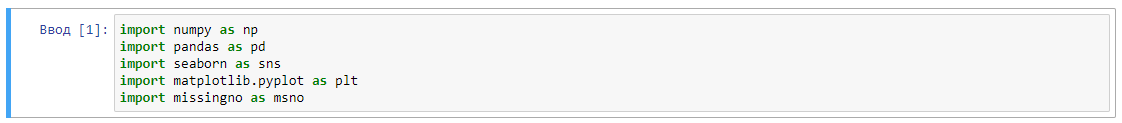 Ввод [1]: import numpy as np
import pandas as pd
import seaborn as sns
import matplotlib.pyplot as plt
import missingno as msno